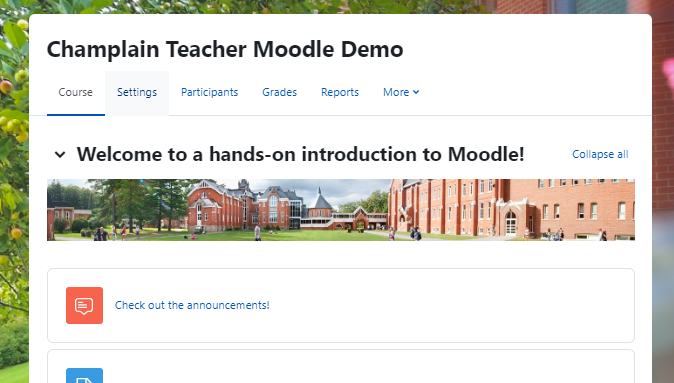 Champlain Teacher Moodle Demo
Course Settings Participants Grades Reports More
Welcome to a hands-on introduction to Moodle! Collapse all
Check out the announcements!